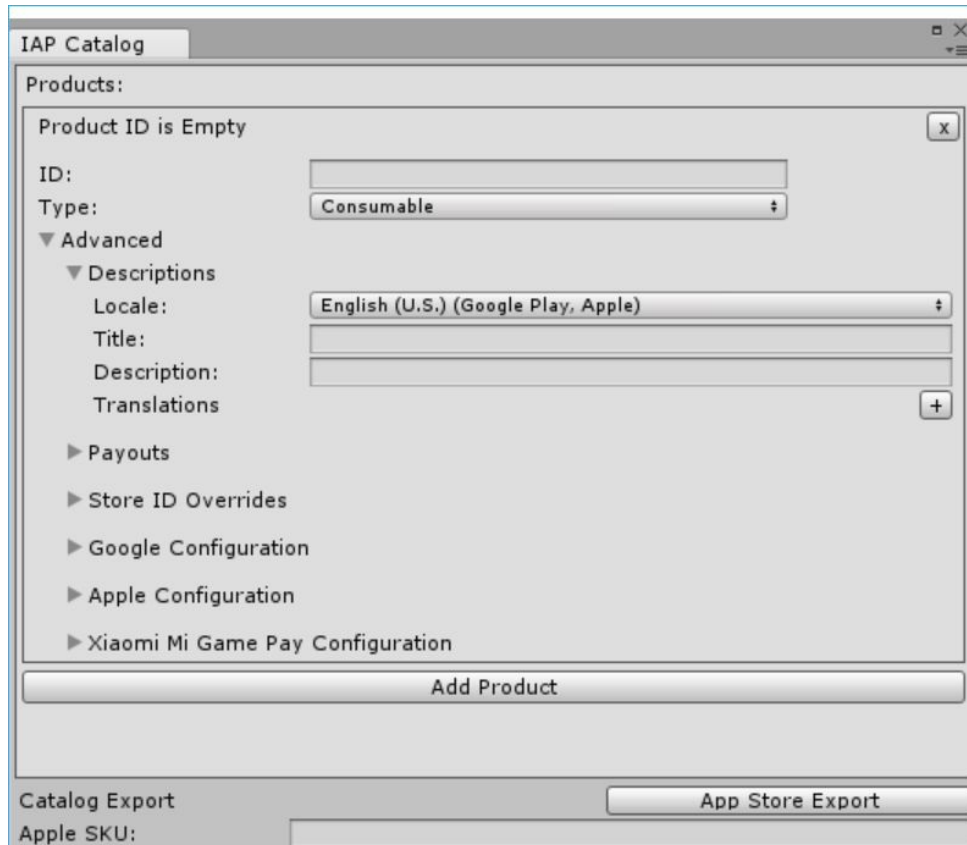 IAP Catalog
Products:
Product ID is Empty
x
ID:
Type: Consumable
Advanced
Descriptions
Locale: English (U.S.) (Google Play, Apple)
Title:
Description:
Translations +
Payouts
Store ID Overrides
Google Configuration
Apple Configuration
Xiaomi Mi Game Pay Configuration
Add Product
Catalog Export App Store Export
Apple SKU: